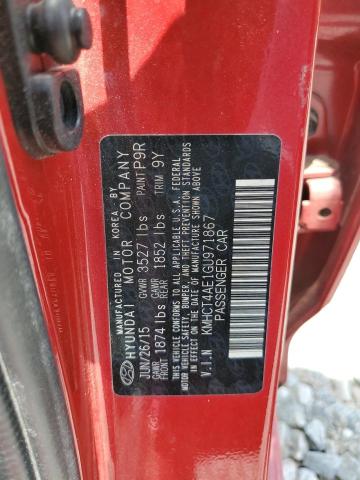 MANUFACTURED IN KOREA BY
HYUNDAI MOTOR COMPANY
JUN/26/15 GVWR 3527 lbs PAINT P9R
GAWR FRONT 1874 lbs GAWR REAR 1852 lbs TRIM 9Y
THIS VEHICLE CONFORMS TO ALL APPLICABLE U.S.A. FEDERAL
MOTOR VEHICLE SAFETY, BUMPER, AND THEFT PREVENTION
STANDARDS IN EFFECT ON THE DATE OF MANUFACTURE SHOWN ABOVE
V.I.N KMHCT4AE1GU971867
PASSENGER CAR